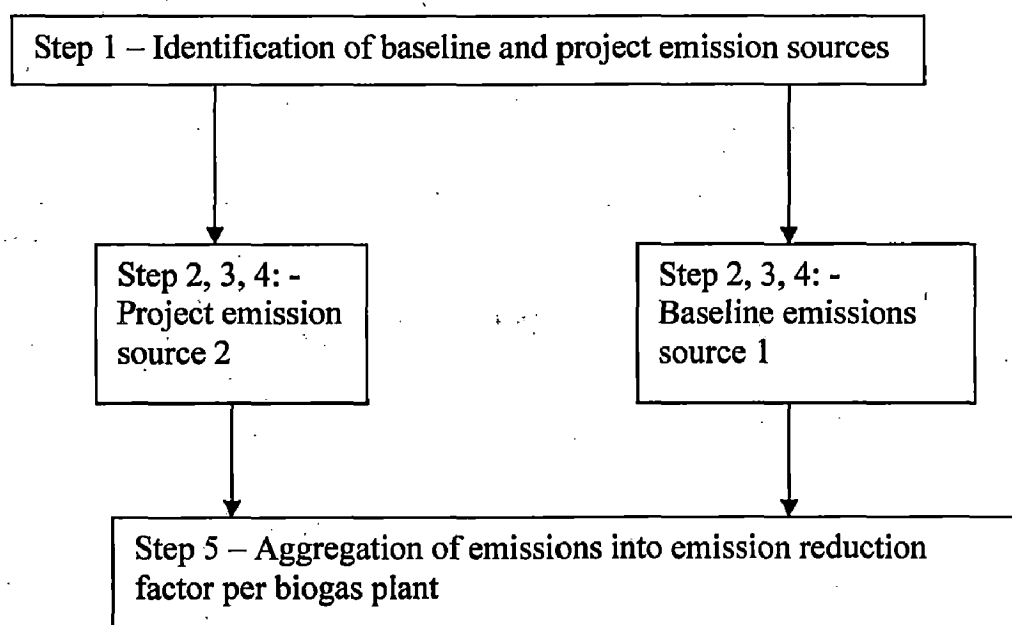 Step 1 – Identification of baseline and project emission sources
Step 2, 3, 4: -
Project emission
source 2
Step 2, 3, 4: -
Baseline emissions
source 1
Step 5 – Aggregation of emissions into emission reduction
factor per biogas plant